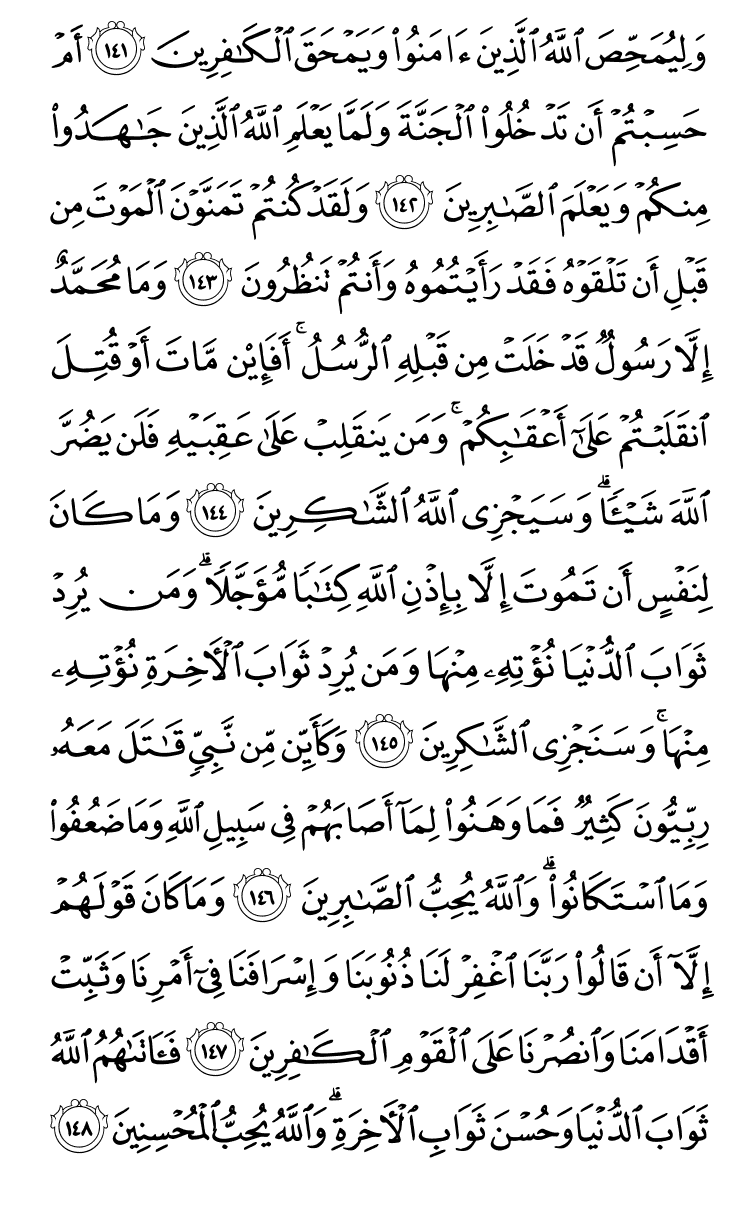 وَلِيُمَحِّصَ ٱللَّهُ ٱلَّذِينَ ءَامَنُوا۟ وَيَمْحَقَ ٱلْكَـٰفِرِينَ ١٤١ أَمْ
حَسِبْتُمْ أَن تَدْخُلُوا۟ ٱلْجَنَّةَ وَلَمَّا يَعْلَمِ ٱللَّهُ ٱلَّذِينَ جَـٰهَدُوا۟
مِنكُمْ وَيَعْلَمَ ٱلصَّـٰبِرِينَ ١٤٢ وَلَقَدْ كُنتُمْ تَمَنَّوْنَ ٱلْمَوْتَ مِن
قَبْلِ أَن تَلْقَوْهُ فَقَدْ رَأَيْتُمُوهُ وَأَنتُمْ تَنظُرُونَ ١٤٣ وَمَا مُحَمَّدٌ
إِلَّا رَسُولٌ قَدْ خَلَتْ مِن قَبْلِهِ ٱلرُّسُلُ ۚ أَفَإِي۟ن مَّاتَ أَوْ قُتِلَ
ٱنقَلَبْتُمْ عَلَىٰٓ أَعْقَـٰبِكُمْ ۚ وَمَن يَنقَلِبْ عَلَىٰ عَقِبَيْهِ فَلَن يَضُرَّ
ٱللَّهَ شَيْـًٔا ۗ وَسَيَجْزِى ٱللَّهُ ٱلشَّـٰكِرِينَ ١٤٤ وَمَا كَانَ
لِنَفْسٍ أَن تَمُوتَ إِلَّا بِإِذْنِ ٱللَّهِ كِتَـٰبًا مُّؤَجَّلًا ۗ وَمَن يُرِدْ
ثَوَابَ ٱلدُّنْيَا نُؤْتِهِۦ مِنْهَا وَمَن يُرِدْ ثَوَابَ ٱلْـَٔاخِرَةِ نُؤْتِهِۦ
مِنْهَا ۚ وَسَنَجْزِى ٱلشَّـٰكِرِينَ ١٤٥ وَكَأَيِّن مِّن نَّبِىٍّ قَـٰتَلَ مَعَهُۥ
رِبِّيُّونَ كَثِيرٌ فَمَا وَهَنُوا۟ لِمَآ أَصَابَهُمْ فِى سَبِيلِ ٱللَّهِ وَمَا ضَعُفُوا۟
وَمَا ٱسْتَكَانُوا۟ ۗ وَٱللَّهُ يُحِبُّ ٱلصَّـٰبِرِينَ ١٤٦ وَمَا كَانَ قَوْلَهُمْ
إِلَّآ أَن قَالُوا۟ رَبَّنَا ٱغْفِرْ لَنَا ذُنُوبَنَا وَإِسْرَافَنَا فِىٓ أَمْرِنَا وَثَبِّتْ
أَقْدَامَنَا وَٱنصُرْنَا عَلَى ٱلْقَوْمِ ٱلْكَـٰفِرِينَ ١٤٧ فَـَٔاتَىٰهُمُ ٱللَّهُ
ثَوَابَ ٱلدُّنْيَا وَحُسْنَ ثَوَابِ ٱلْـَٔاخِرَةِ ۗ وَٱللَّهُ يُحِبُّ ٱلْمُحْسِنِينَ ١٤٨